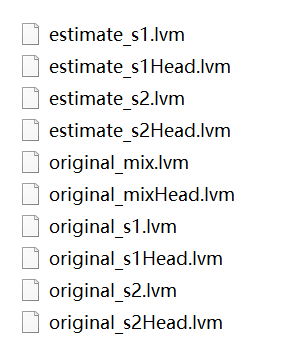 estimate_s1.lvm
estimate_s1Head.lvm
estimate_s2.lvm
estimate_s2Head.lvm
original_mix.lvm
original_mixHead.lvm
original_s1.lvm
original_s1Head.lvm
original_s2.lvm
original_s2Head.lvm